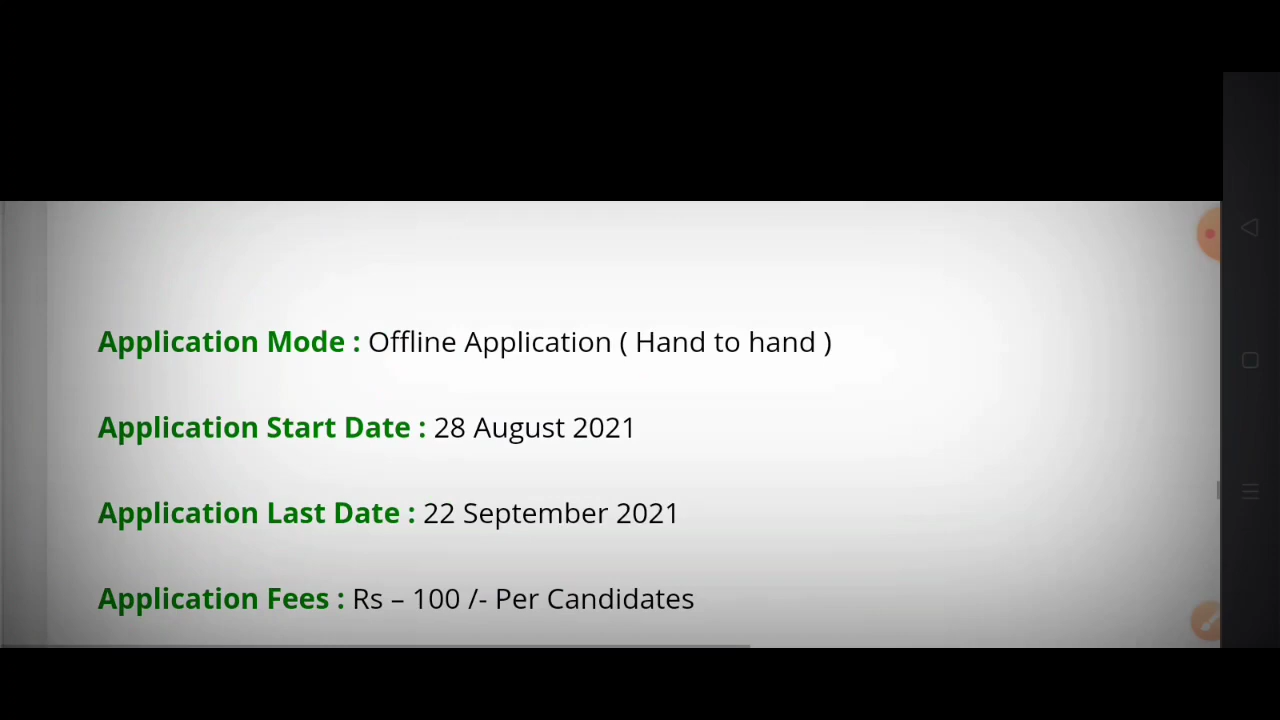 Application Mode : Offline Application ( Hand to hand )
Application Start Date : 28 August 2021
Application Last Date : 22 September 2021
Application Fees : Rs – 100 /- Per Candidates